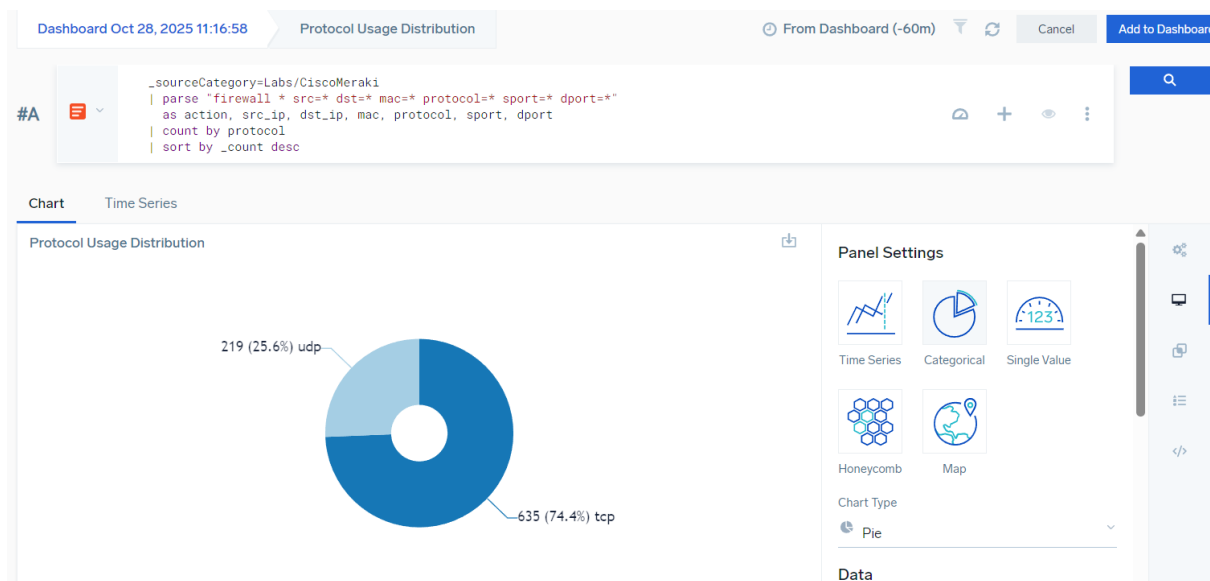 Dashboard Oct 28, 2025 11:16:58
Protocol Usage Distribution
From Dashboard (-60m)
Cancel
Add to Dashboar
#A
_sourceCategory=Labs/CiscoMeraki
| parse "firewall * src=* dst=* mac=* protocol=* sport=* dport=*"
as action, src_ip, dst_ip, mac, protocol, sport, dport
| count by protocol
| sort by _count desc
Chart
Time Series
Protocol Usage Distribution
219 (25.6%) udp
635 (74.4%) tcp
Panel Settings
123
Time Series
Categorical
Single Value
Honeycomb
Map
Chart Type
Pie
Data